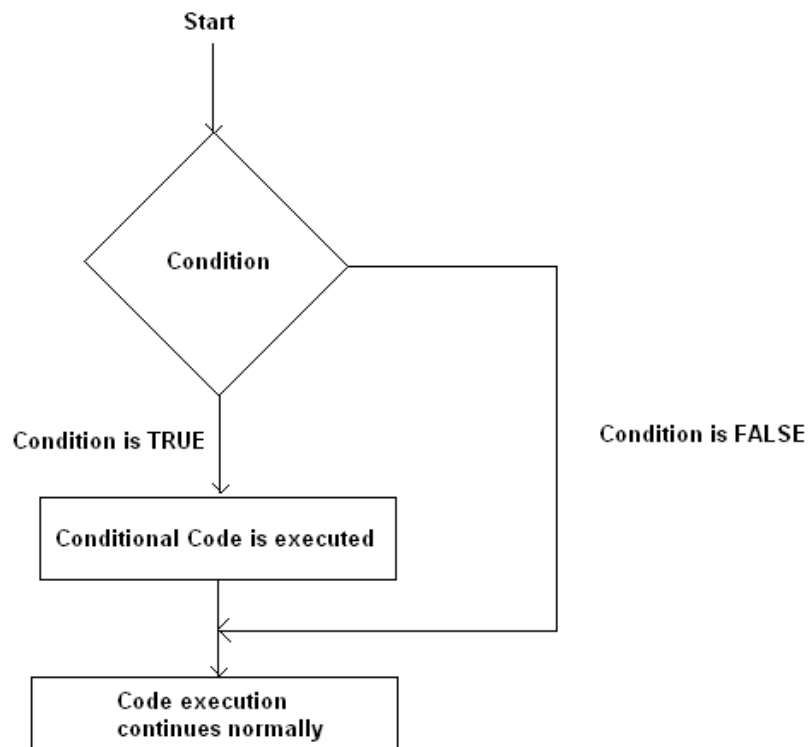 Start
Condition
Condition is TRUE
Condition is FALSE
Conditional Code is executed
Code execution
continues normally